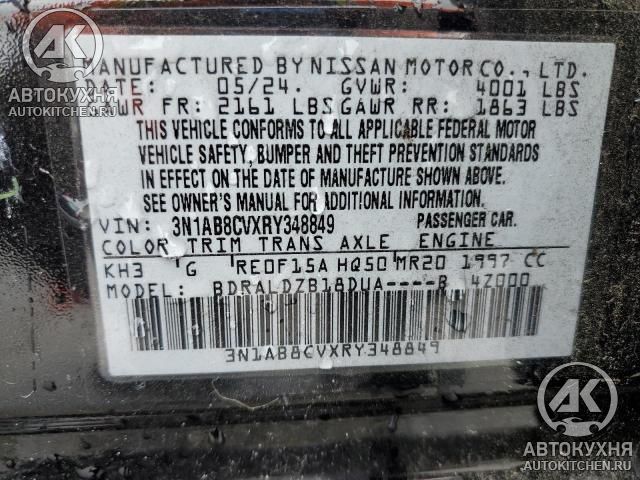 MANUFACTURED BY NISSAN MOTOR CO., LTD.
DATE: 05/24. GVWR: 4001 LBS
GAWR FR: 2161 LBS GAWR RR: 1863 LBS
THIS VEHICLE CONFORMS TO ALL APPLICABLE FEDERAL MOTOR
VEHICLE SAFETY, BUMPER AND THEFT PREVENTION STANDARDS
IN EFFECT ON THE DATE OF MANUFACTURE SHOWN ABOVE.
SEE OWNER'S MANUAL FOR ADDITIONAL INFORMATION.
VIN: 3N1AB8CVXRY348849 PASSENGER CAR.
COLOR TRIM TRANS AXLE ENGINE
KH3 G RE0F15A HQ50 MR20 1997 CC
MODEL: BDRALDZB18DUA----B 4Z000
3N1AB8CVXRY348849
АК
АВТОКУХНЯ
AUTOKITCHEN.RU
АК
АВТОКУХНЯ
AUTOKITCHEN.RU